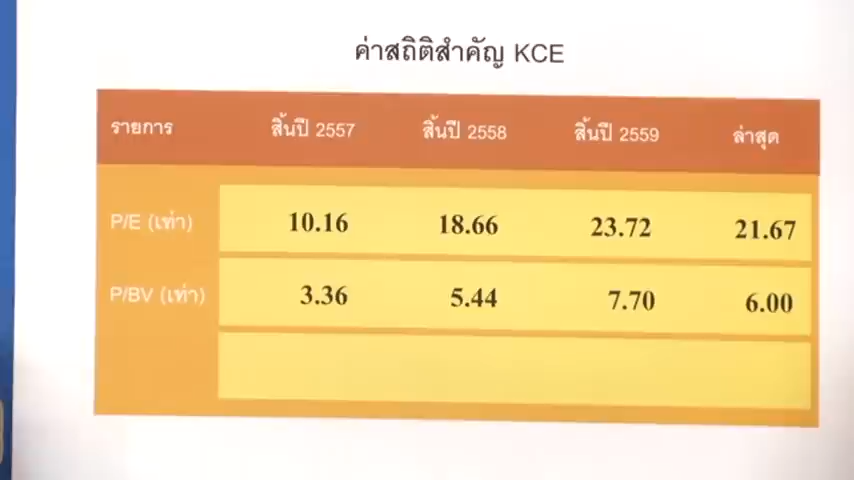 ค่าสถิติสำคัญ KCE
รายการ สิ้นปี 2557 สิ้นปี 2558 สิ้นปี 2559 ล่าสุด
P/E (เท่า) 10.16 18.66 23.72 21.67
P/BV (เท่า) 3.36 5.44 7.70 6.00